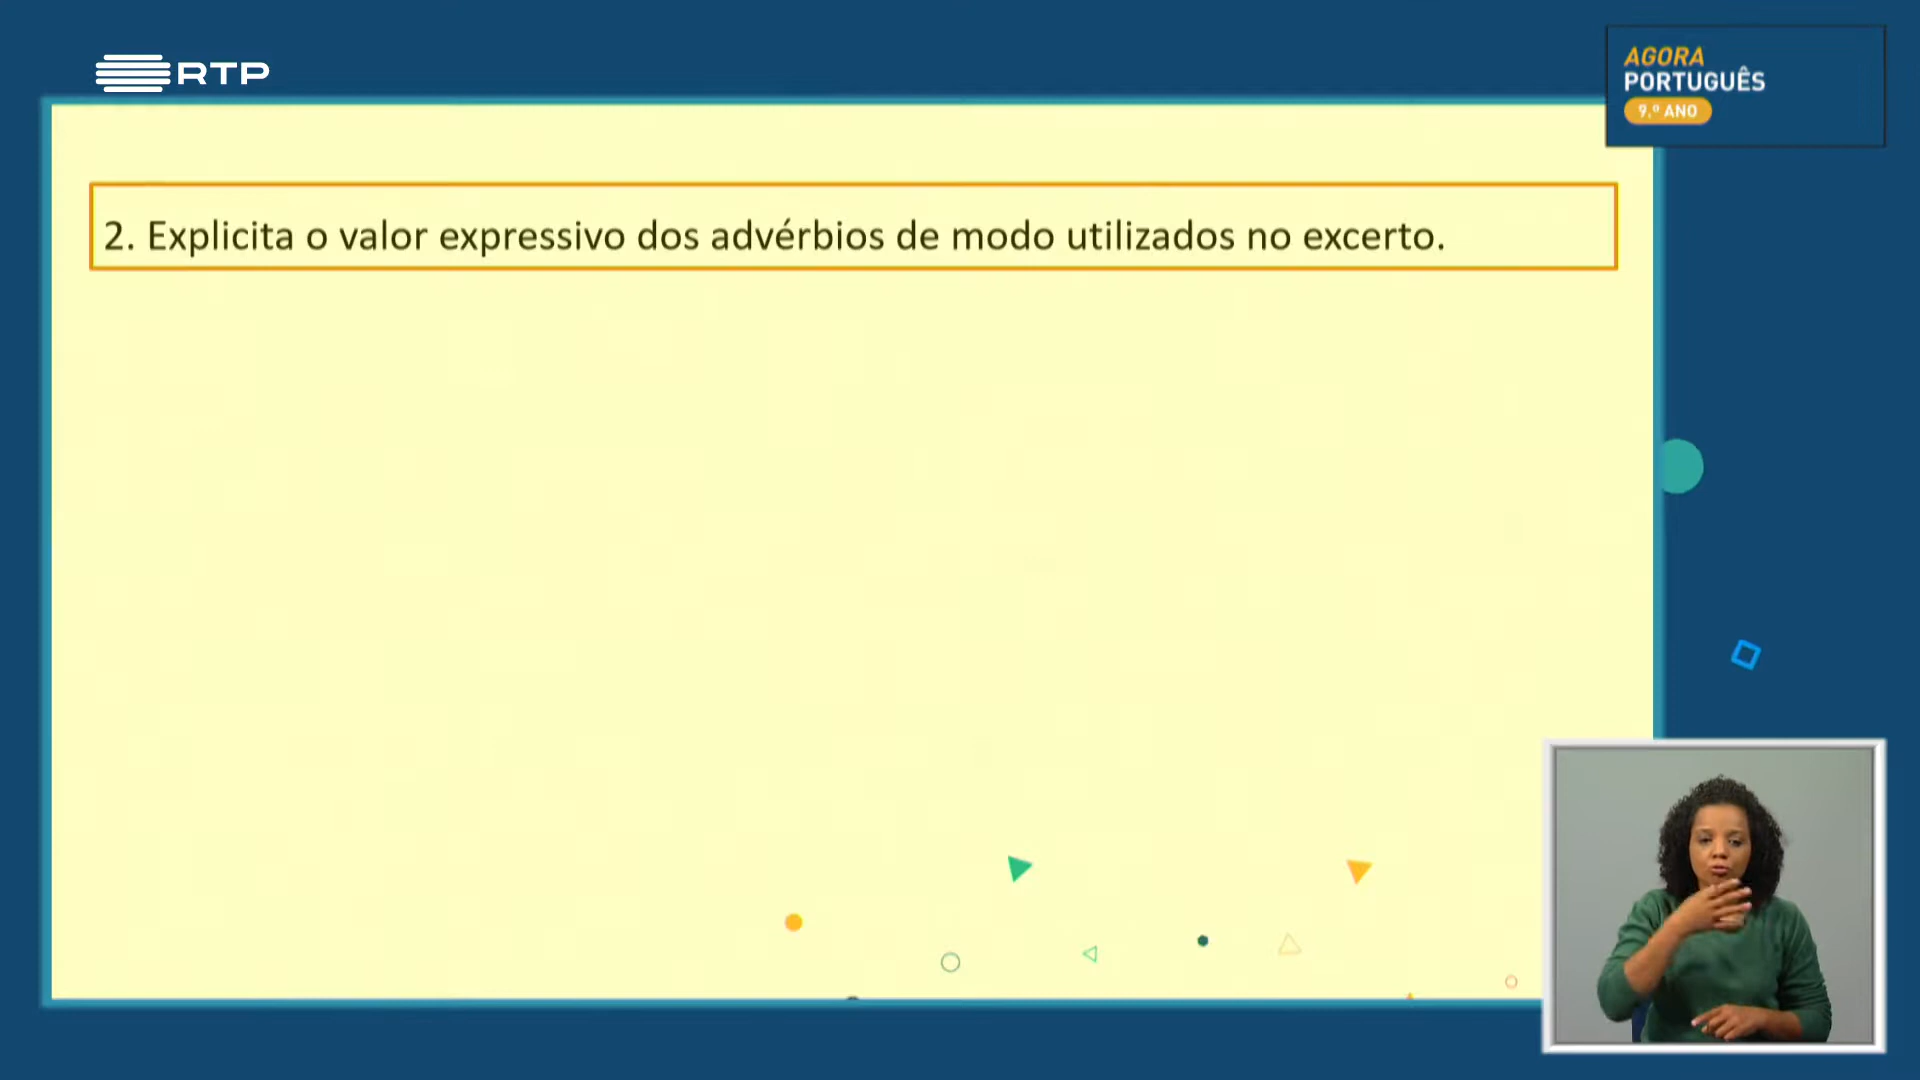 RTP
AGORA
PORTUGUÊS
9.º ANO
2. Explicita o valor expressivo dos advérbios de modo utilizados no excerto.